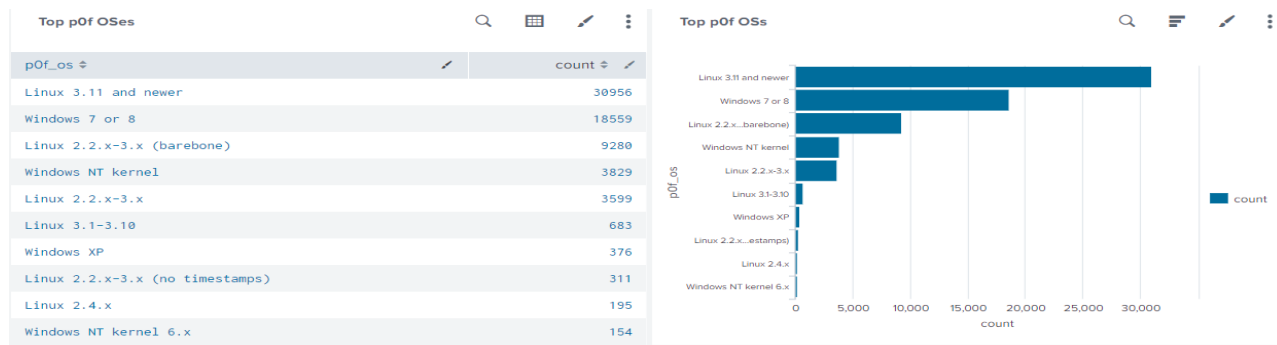 Top p0f OSes
p0f_os count
Linux 3.11 and newer 30956
Windows 7 or 8 18559
Linux 2.2.x-3.x (barebone) 9280
Windows NT kernel 3829
Linux 2.2.x-3.x 3599
Linux 3.1-3.10 683
Windows XP 376
Linux 2.2.x-3.x (no timestamps) 311
Linux 2.4.x 195
Windows NT kernel 6.x 154
Top p0f OSs
p0f_os
Linux 3.11 and newer
Windows 7 or 8
Linux 2.2.x...barebone)
Windows NT kernel
Linux 2.2.x-3.x
Linux 3.1-3.10
Windows XP
Linux 2.2.x...estamps)
Linux 2.4.x
Windows NT kernel 6.x
0 5,000 10,000 15,000 20,000 25,000 30,000
count
count